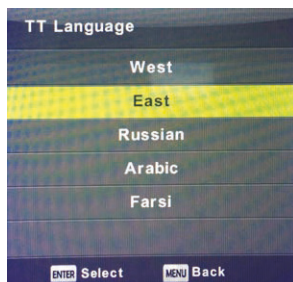 TT Language
West
East
Russian
Arabic
Farsi
ENTER Select MENU Back